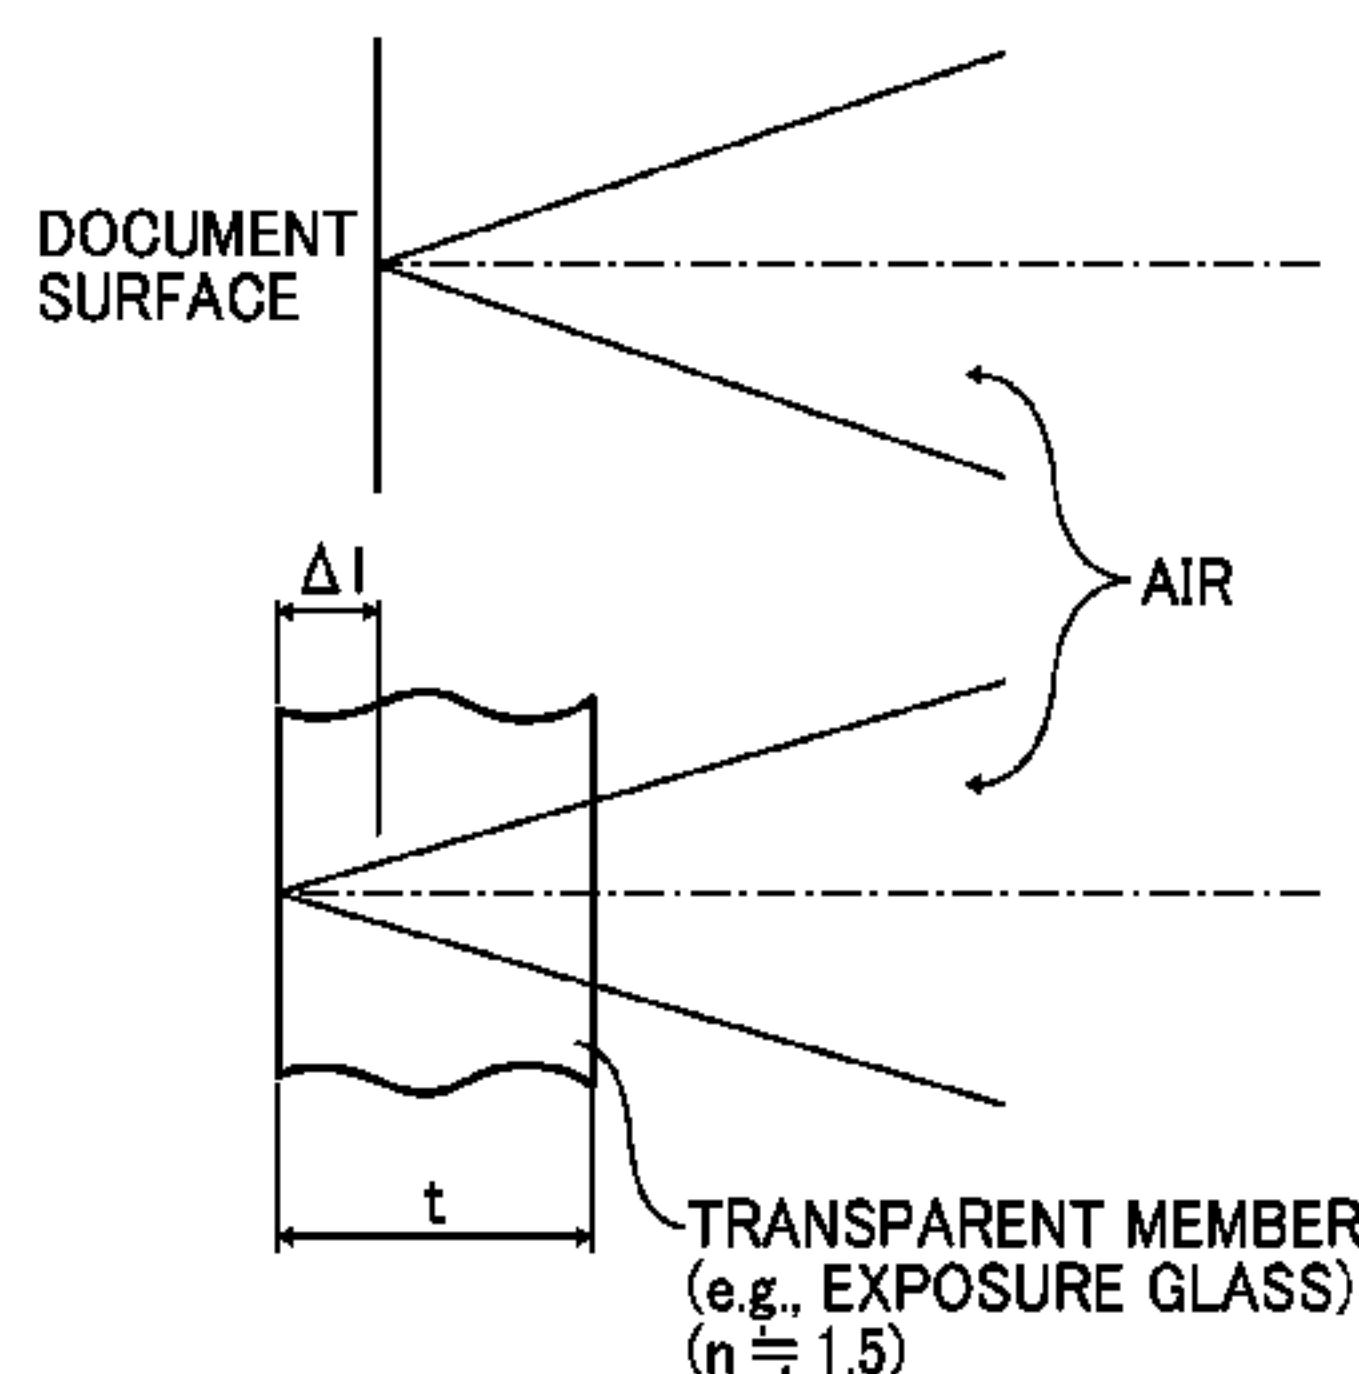 DOCUMENT
SURFACE
Δl
AIR
t
TRANSPARENT MEMBER
(e.g., EXPOSURE GLASS)
(n ≒ 1.5)